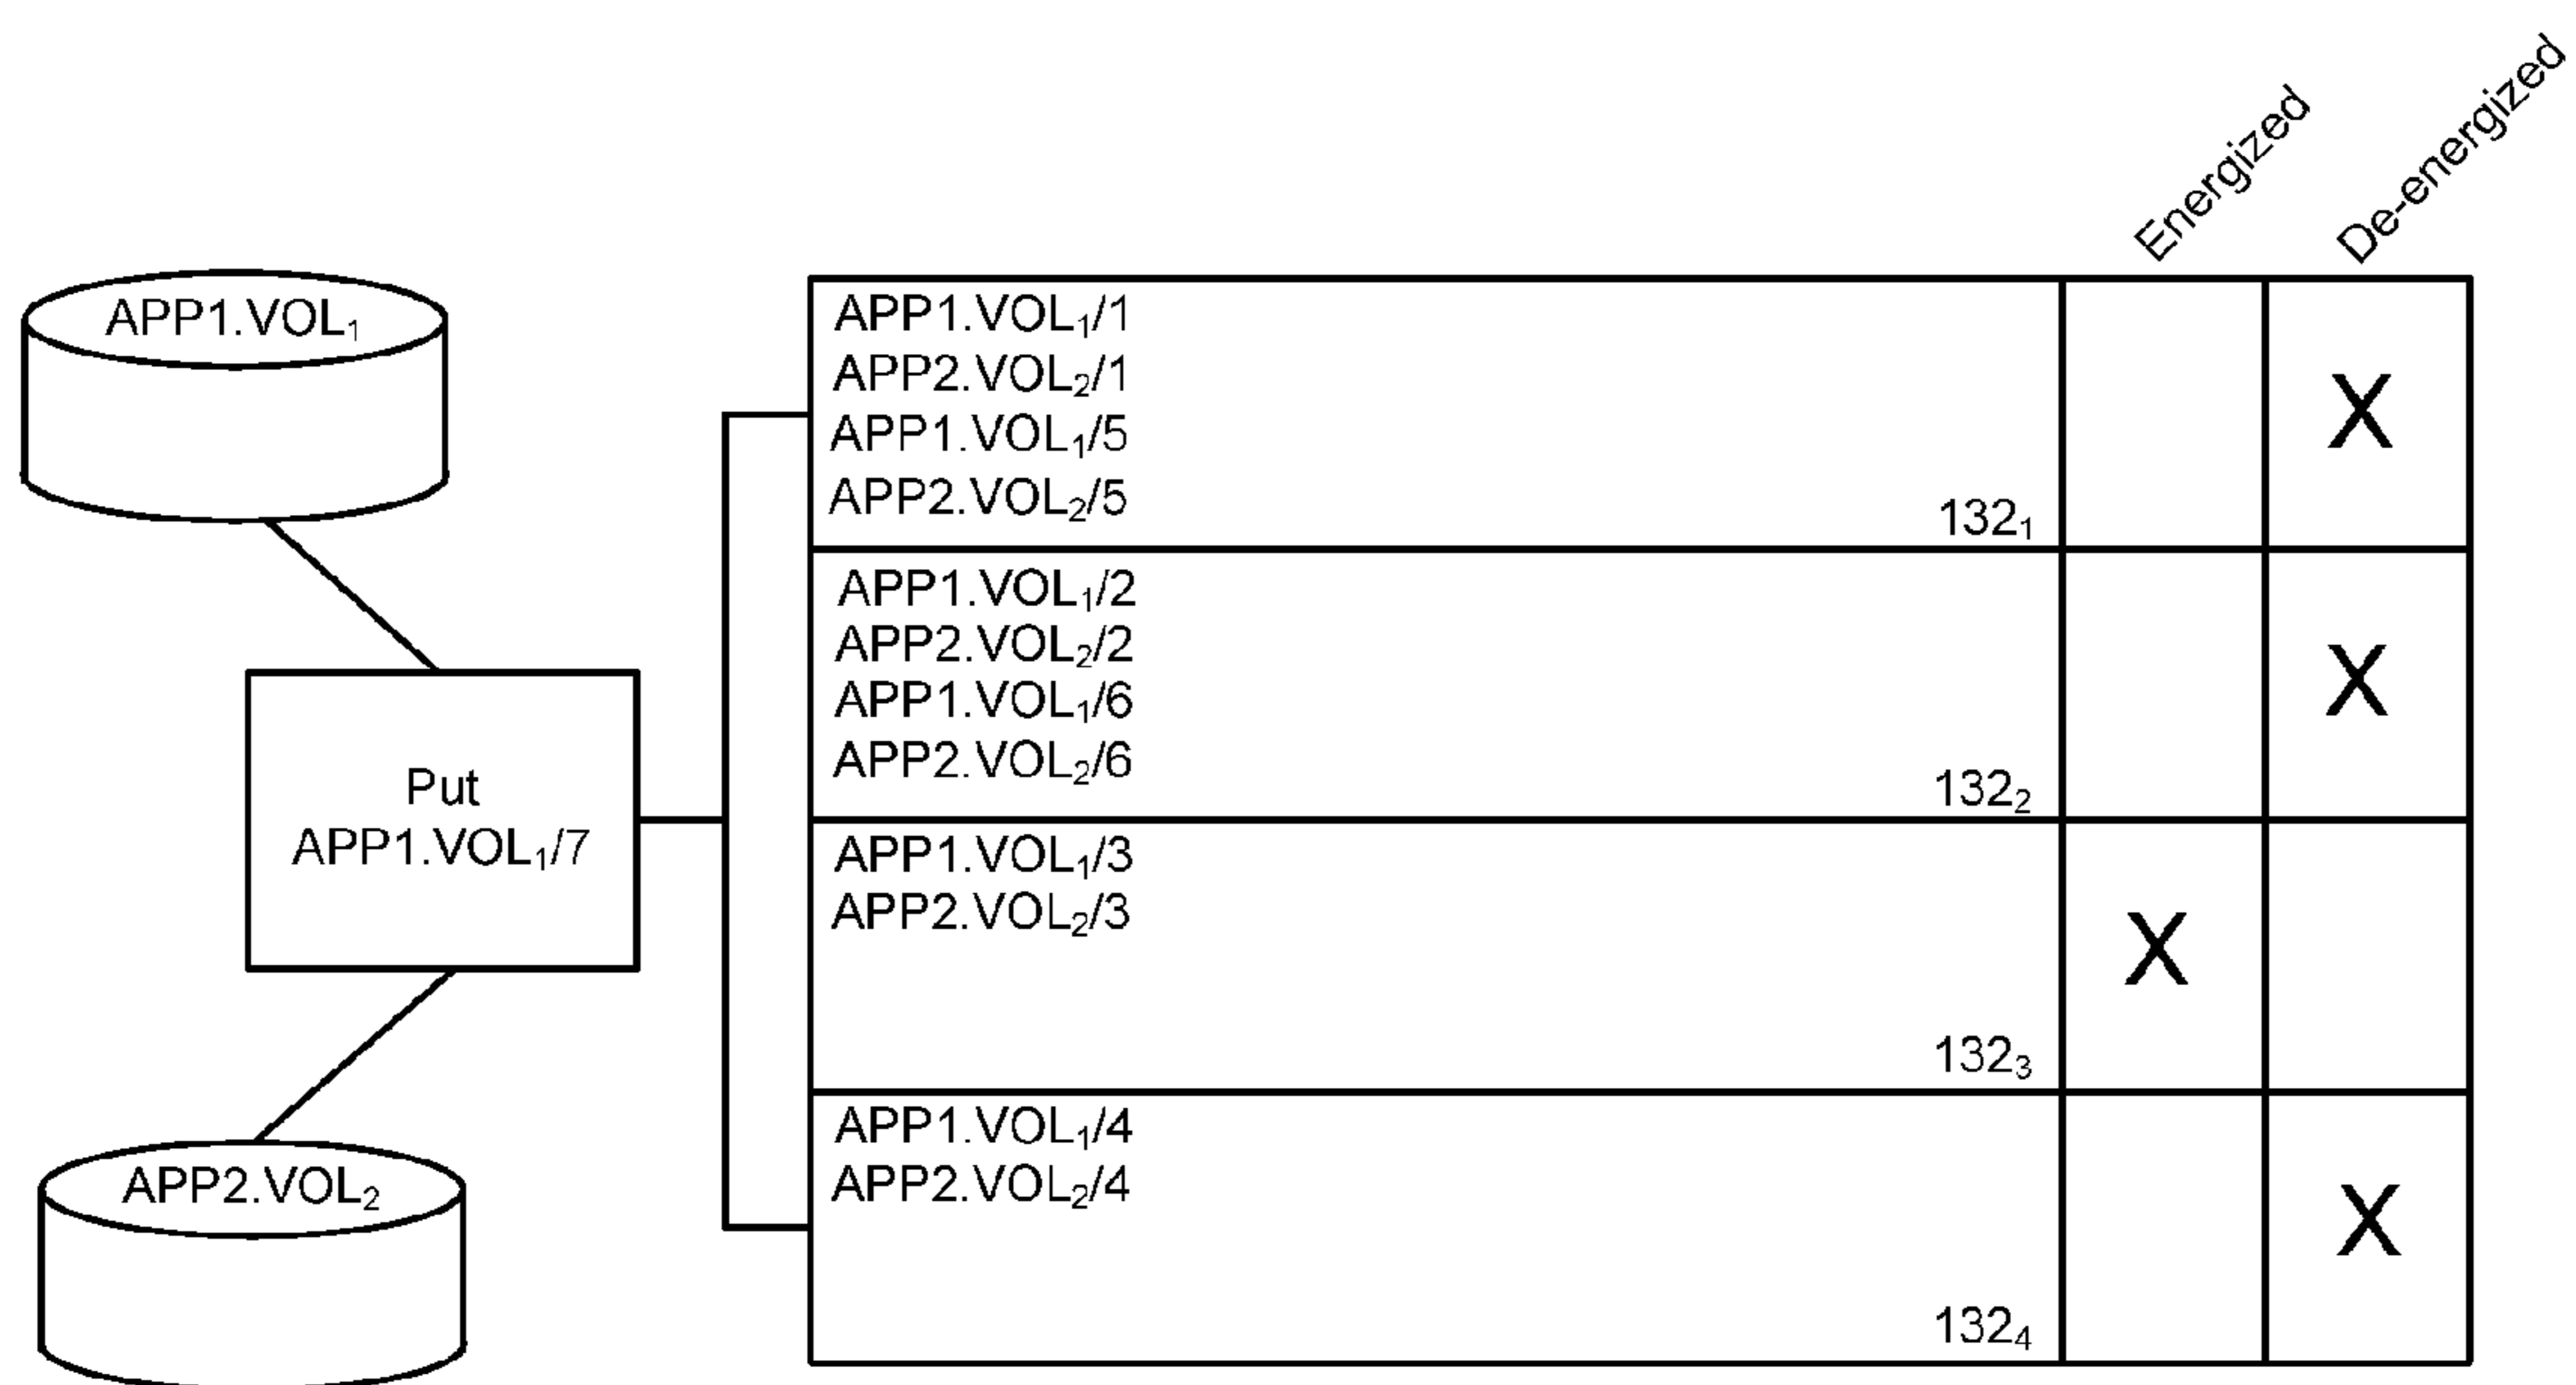 Energized
De-energized
APP1.VOL₁
APP1.VOL₁/1
APP2.VOL₂/1
APP1.VOL₁/5
APP2.VOL₂/5
132₁
APP1.VOL₁/2
APP2.VOL₂/2
APP1.VOL₁/6
APP2.VOL₂/6
132₂
Put
APP1.VOL₁/7
APP1.VOL₁/3
APP2.VOL₂/3
132₃
APP2.VOL₂
APP1.VOL₁/4
APP2.VOL₂/4
132₄
X
X
X
X